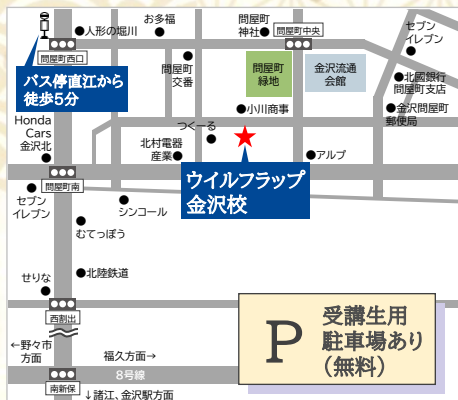 お多福
問屋町
神社
セブン
イレブン
人形の堀川
問屋町中央
問屋町西口
バス停直江から
徒歩5分
問屋町
交番
問屋町
緑地
金沢流通
会館
北國銀行
問屋町支店
小川商事
金沢問屋町
郵便局
Honda
Cars
金沢北
つくーる
北村電器
産業
アルプ
ウイルフラップ
金沢校
問屋町南
セブン
イレブン
シンコール
むてっぽう
北陸鉄道
せりな
西割出
P
受講生用
駐車場あり
（無料）
←野々市
方面
福久方面→
8号線
南新保
↓諸江、金沢駅方面